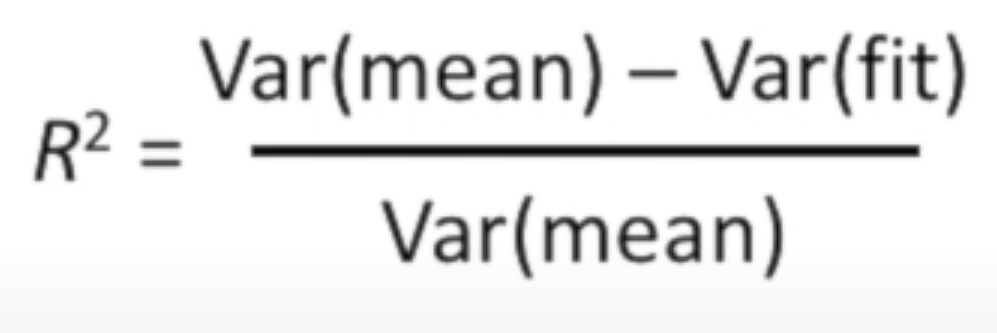 Var(mean) – Var(fit)
R² =
Var(mean)